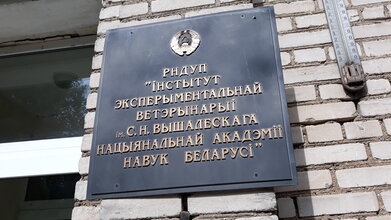 РНДУП
"ІНСТЫТУТ
ЭКСПЕРЫМЕНТАЛЬНАЙ
ВЕТЭРЫНАРЫІ
ім. С. Н. ВЫШАЛЕСКАГА
НАЦЫЯНАЛЬНАЙ АКАДЭМІІ
НАВУК БЕЛАРУСІ"